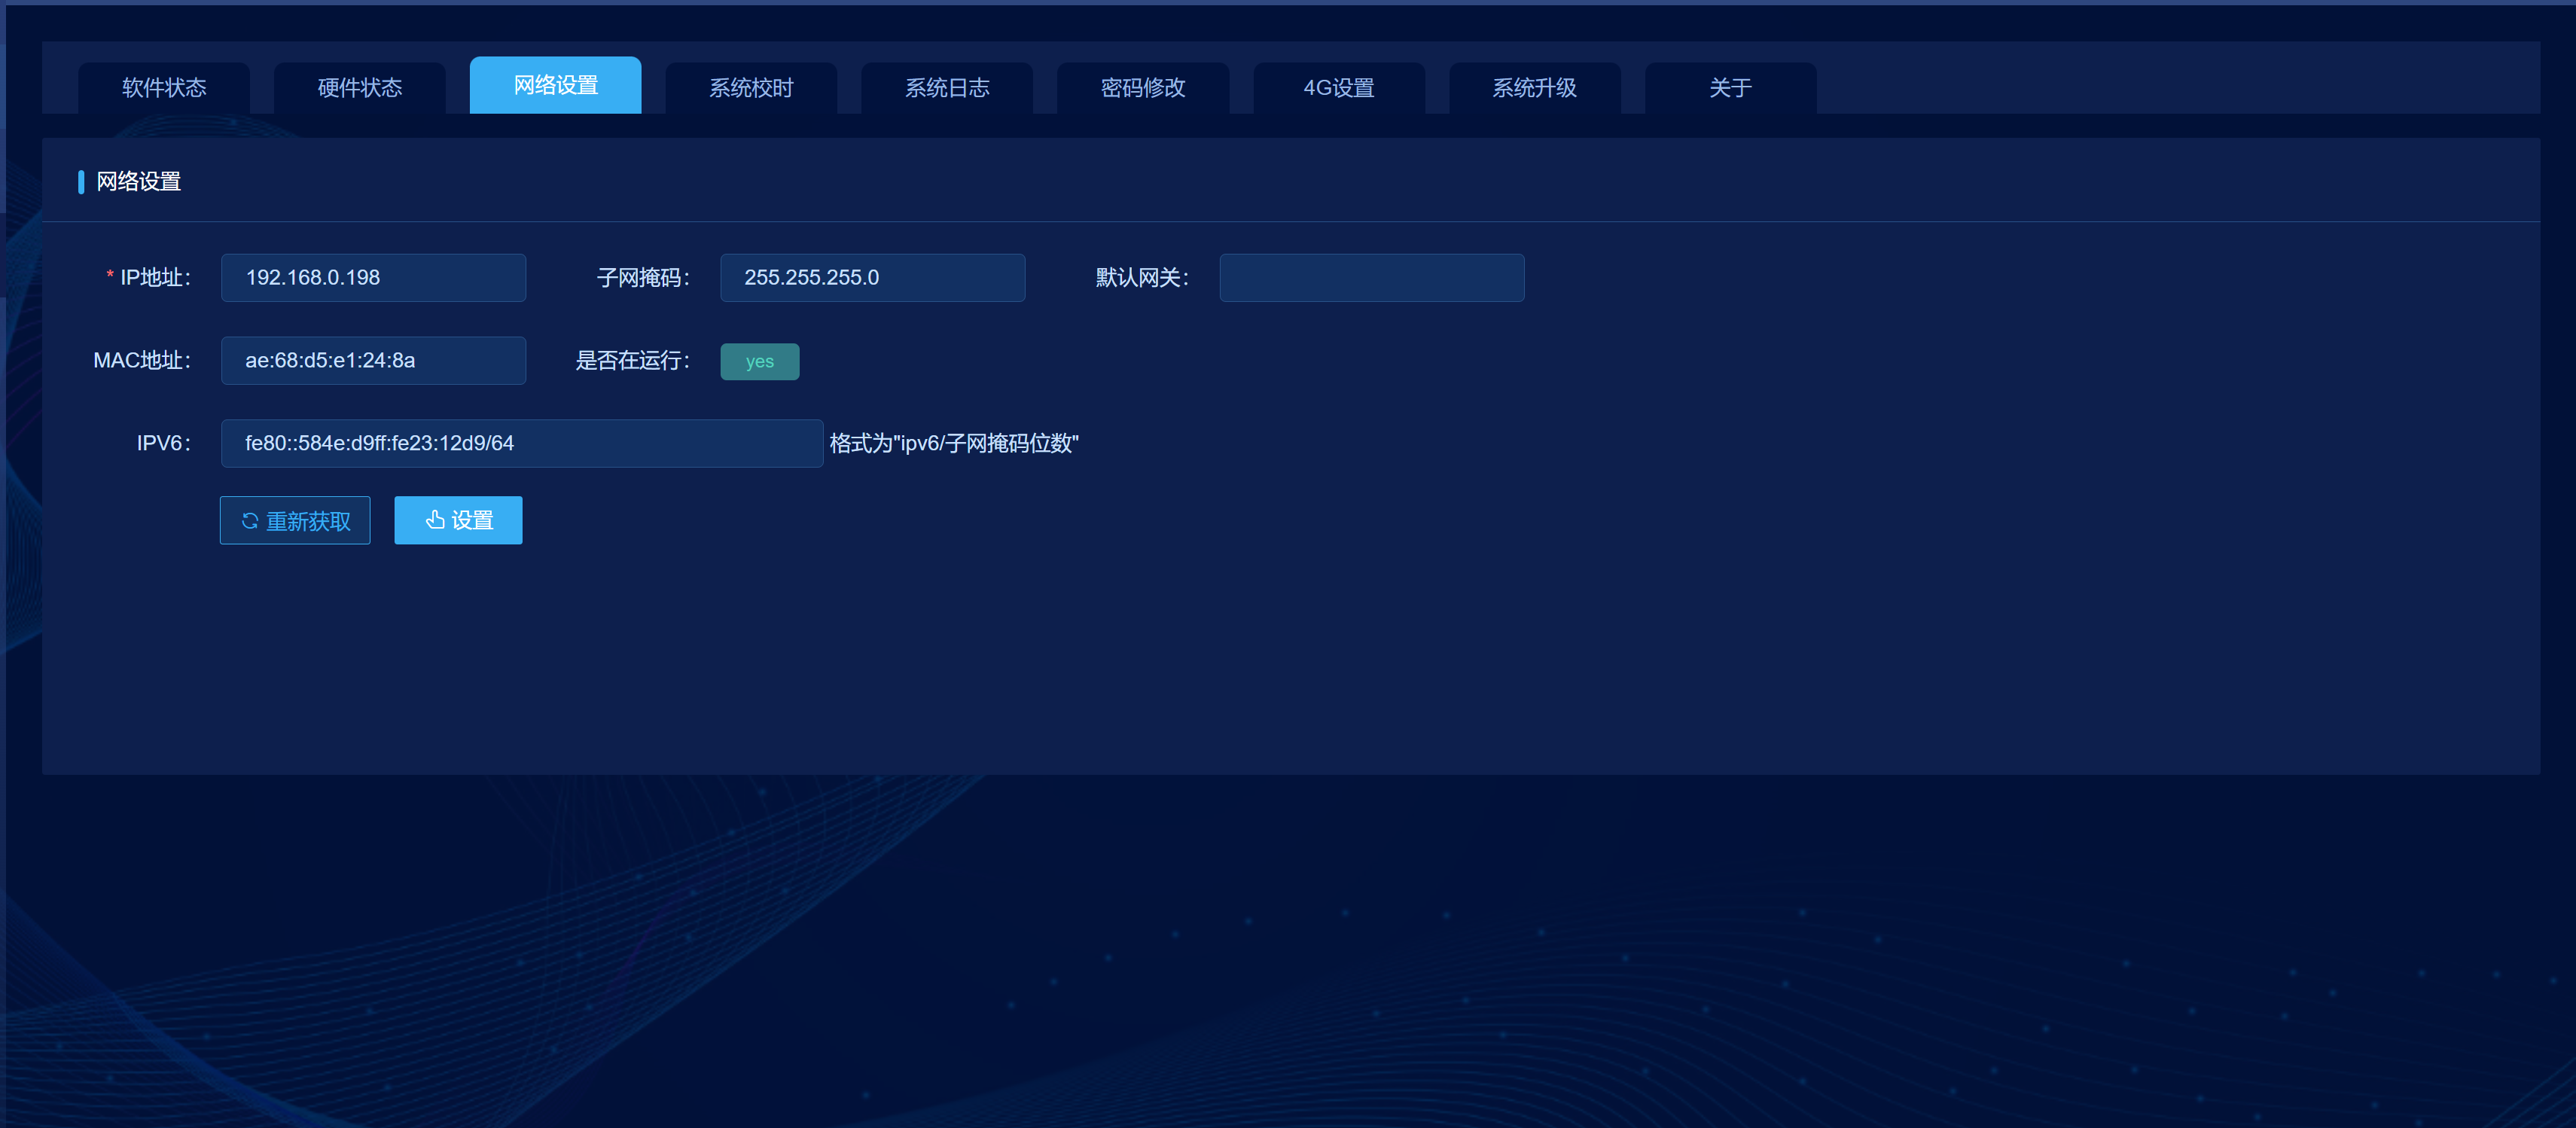 软件状态 硬件状态 网络设置 系统校时 系统日志 密码修改 4G设置 系统升级 关于
网络设置
* IP地址： 192.168.0.198 子网掩码： 255.255.255.0 默认网关：
MAC地址： ae:68:d5:e1:24:8a 是否在运行： yes
IPV6： fe80::584e:d9ff:fe23:12d9/64 格式为"ipv6/子网掩码位数"
重新获取 设置